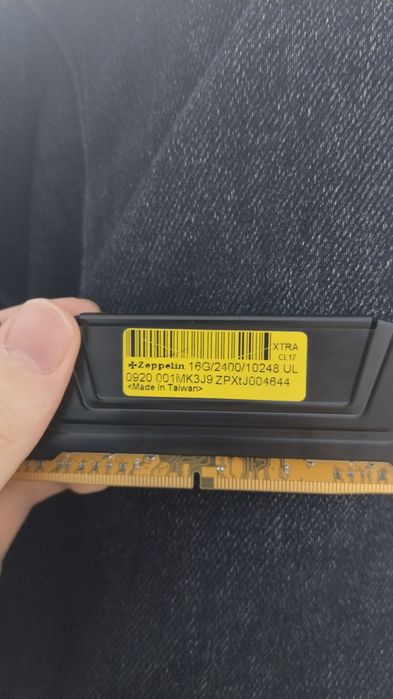 XTRA
CL17
Zeppelin 16G/2400/10248 UL
0920 001MK3J9 ZPXtJ004644
<Made in Taiwan>